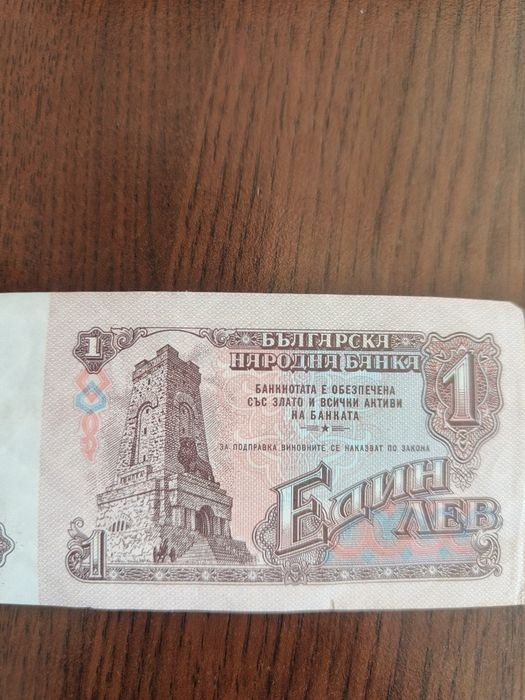 1
БЪЛГАРСКА
НАРОДНА БАНКА
1
БАНКНОТАТА Е ОБЕЗПЕЧЕНА
СЪС ЗЛАТО И ВСИЧКИ АКТИВИ
НА БАНКАТА
ЗА ПОДПРАВКА ВИНОВНИТЕ СЕ НАКАЗВАТ ПО ЗАКОНА
ЕДИН
ЛЕВ
1